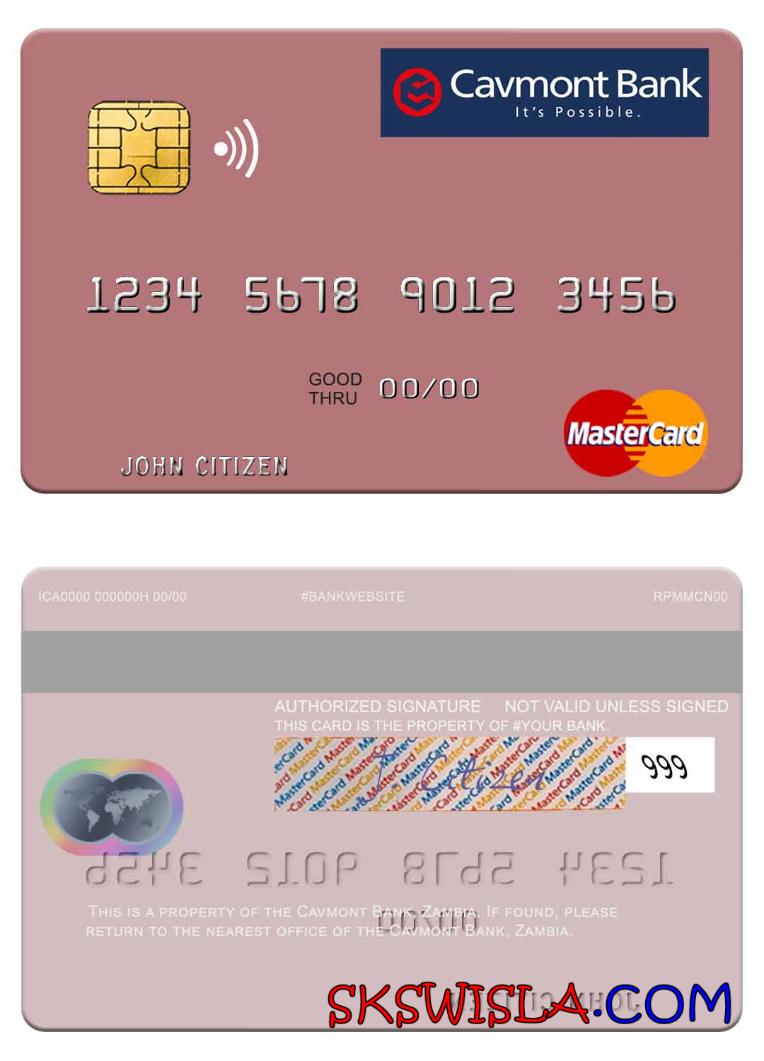 Cavmont Bank
It's Possible.
1234 5678 9012 3456
GOOD THRU 00/00
MasterCard
JOHN CITIZEN
ICA0000 000000H 00/00 #BANKWEBSITE RPMMCN00
AUTHORIZED SIGNATURE NOT VALID UNLESS SIGNED
THIS CARD IS THE PROPERTY OF #YOUR BANK.
J. Citizen 999
THIS IS A PROPERTY OF THE CAVMONT BANK, ZAMBIA. IF FOUND, PLEASE
RETURN TO THE NEAREST OFFICE OF THE CAVMONT BANK, ZAMBIA.
SKSWISLA.COM